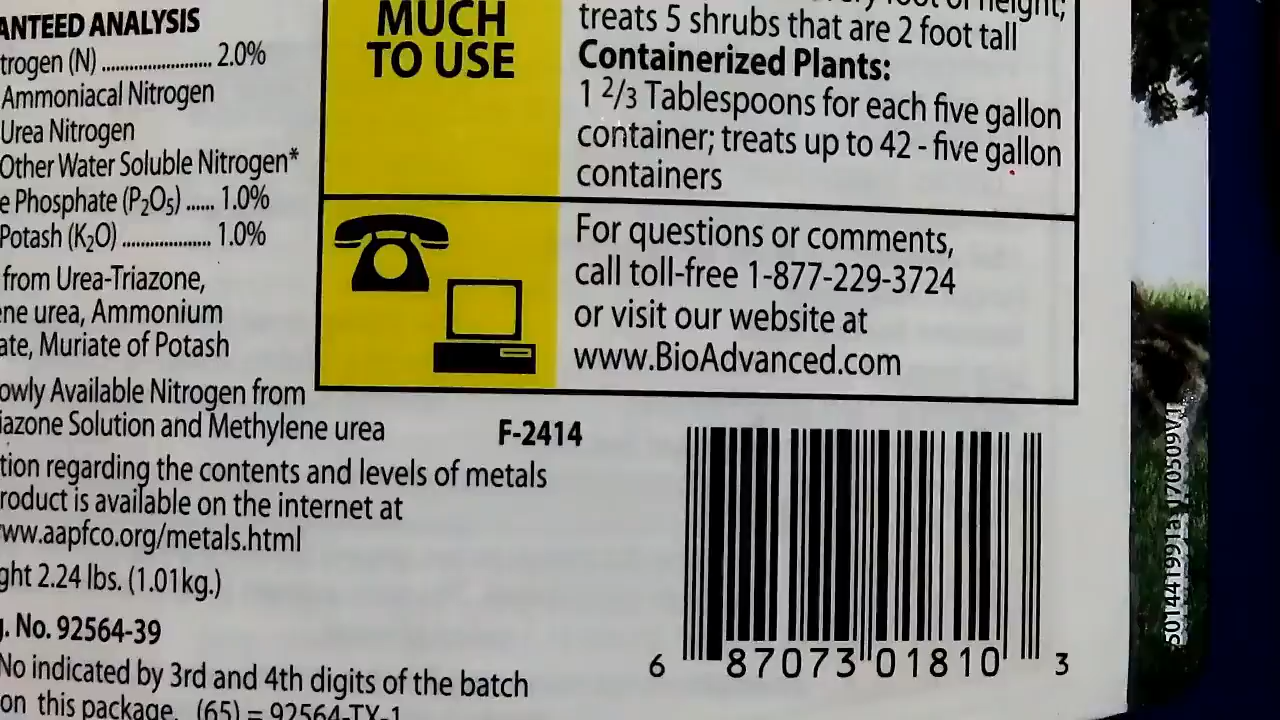 ANTEED ANALYSIS
trogen (N) ........................ 2.0%
Ammoniacal Nitrogen
Urea Nitrogen
Other Water Soluble Nitrogen*
e Phosphate (P₂O₅) ...... 1.0%
Potash (K₂O) ................... 1.0%
from Urea-Triazone,
ene urea, Ammonium
ate, Muriate of Potash
owly Available Nitrogen from
iazone Solution and Methylene urea
F-2414
tion regarding the contents and levels of metals
roduct is available on the internet at
ww.aapfco.org/metals.html
ght 2.24 lbs. (1.01kg.)
. No. 92564-39
No indicated by 3rd and 4th digits of the batch
on this package. (65) = 92564-TX-1
MUCH
TO USE
foot of height;
treats 5 shrubs that are 2 foot tall
Containerized Plants:
1 2/3 Tablespoons for each five gallon
container; treats up to 42 - five gallon
containers
For questions or comments,
call toll-free 1-877-229-3724
or visit our website at
www.BioAdvanced.com
6 87073 01810 3